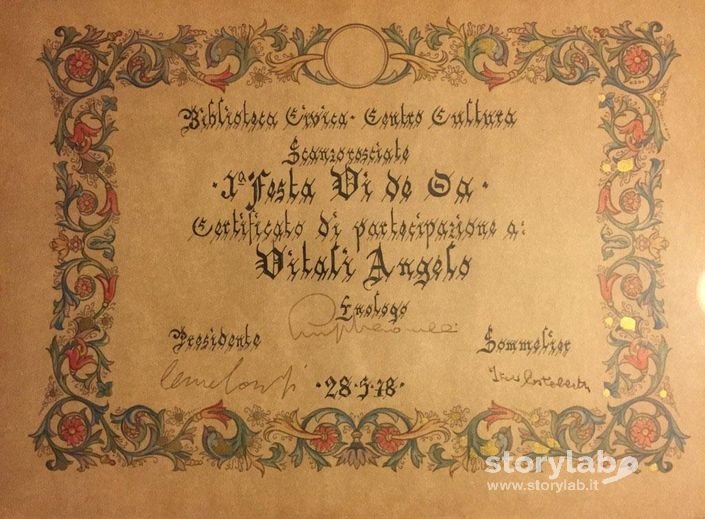 Biblioteca Civica - Centro Cultura
Scanzorosciate
·1ª Festa Vi de Ca·
Certificato di partecipazione a:
Vitali Angelo
Enologo
Presidente
Sommelier
·28·5·78·
storylab
www.storylab.it